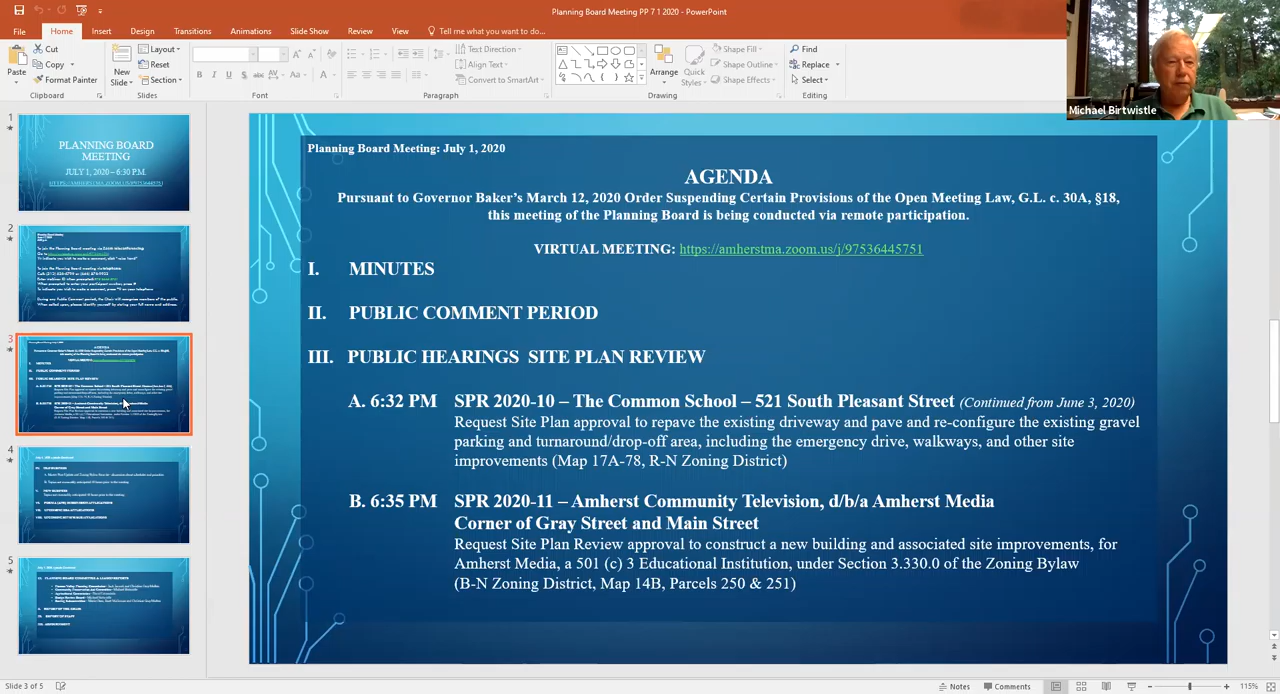 Planning Board Meeting PP 7 1 2020 - PowerPoint
File Home Insert Design Transitions Animations Slide Show Review View Tell me what you want to do...
Cut
Copy
Format Painter
Paste
Clipboard
New
Slide
Layout
Reset
Section
Slides
B I U S abc AV Aa A
Font
Text Direction
Align Text
Convert to SmartArt
Paragraph
Arrange
Quick
Styles
Shape Fill
Shape Outline
Shape Effects
Drawing
Find
Replace
Select
Editing
Michael Birtwistle
1
PLANNING BOARD
MEETING
JULY 1, 2020 – 6:30 P.M.
2
3
4
5
Planning Board Meeting: July 1, 2020
AGENDA
Pursuant to Governor Baker's March 12, 2020 Order Suspending Certain Provisions of the Open Meeting Law, G.L. c. 30A, §18,
this meeting of the Planning Board is being conducted via remote participation.
VIRTUAL MEETING: https://amherstma.zoom.us/j/97536445751
I. MINUTES
II. PUBLIC COMMENT PERIOD
III. PUBLIC HEARINGS SITE PLAN REVIEW
A. 6:32 PM SPR 2020-10 – The Common School – 521 South Pleasant Street (Continued from June 3, 2020)
Request Site Plan approval to repave the existing driveway and pave and re-configure the existing gravel
parking and turnaround/drop-off area, including the emergency drive, walkways, and other site
improvements (Map 17A-78, R-N Zoning District)
B. 6:35 PM SPR 2020-11 – Amherst Community Television, d/b/a Amherst Media
Corner of Gray Street and Main Street
Request Site Plan Review approval to construct a new building and associated site improvements, for
Amherst Media, a 501 (c) 3 Educational Institution, under Section 3.330.0 of the Zoning Bylaw
(B-N Zoning District, Map 14B, Parcels 250 & 251)
Slide 3 of 5
Notes
Comments
115%